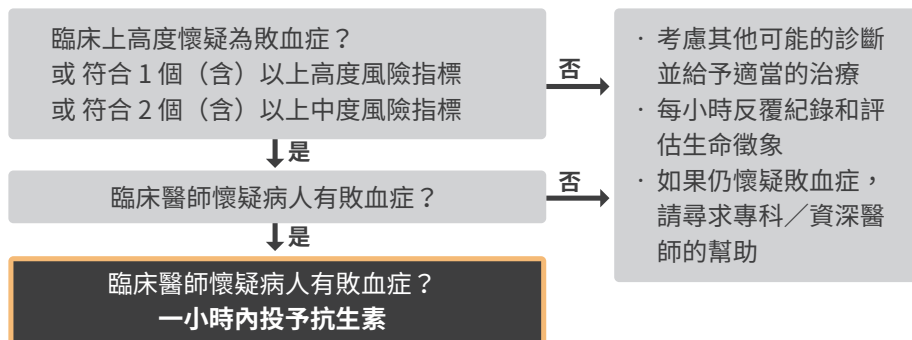 臨床上高度懷疑為敗血症？
或 符合 1 個（含）以上高度風險指標
或 符合 2 個（含）以上中度風險指標
否
· 考慮其他可能的診斷
並給予適當的治療
· 每小時反覆紀錄和評
估生命徵象
· 如果仍懷疑敗血症，
請尋求專科／資深醫
師的幫助
是
臨床醫師懷疑病人有敗血症？
否
是
臨床醫師懷疑病人有敗血症？
一小時內投予抗生素